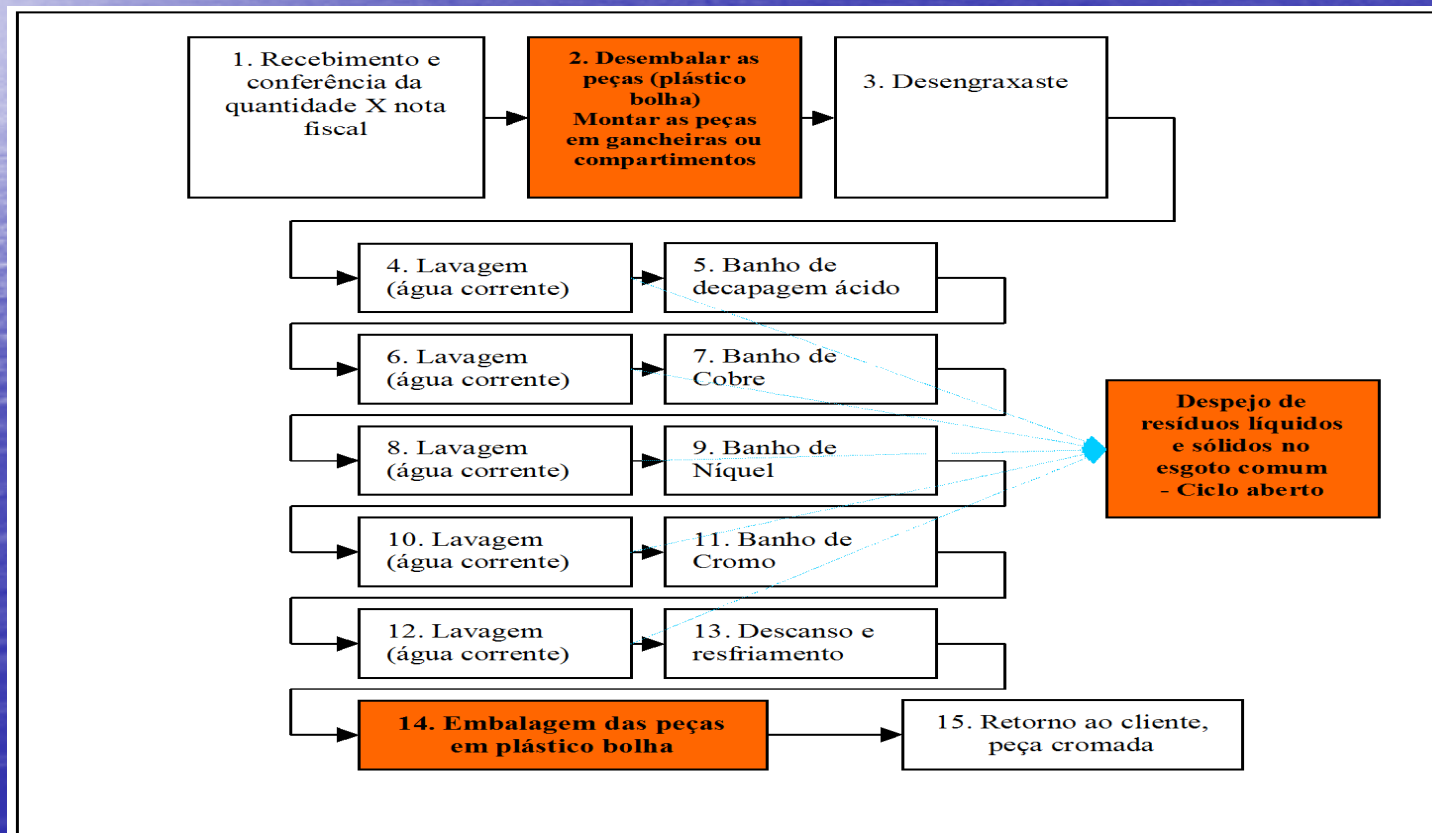 1. Recebimento e
conferência da
quantidade X nota
fiscal
2. Desembalar as
peças (plástico
bolha)
Montar as peças
em gancheiras ou
compartimentos
3. Desengraxaste
4. Lavagem
(água corrente)
5. Banho de
decapagem ácido
6. Lavagem
(água corrente)
7. Banho de
Cobre
8. Lavagem
(água corrente)
9. Banho de
Níquel
10. Lavagem
(água corrente)
11. Banho de
Cromo
12. Lavagem
(água corrente)
13. Descanso e
resfriamento
Despejo de
resíduos líquidos
e sólidos no
esgoto comum
- Ciclo aberto
14. Embalagem das peças
em plástico bolha
15. Retorno ao cliente,
peça cromada